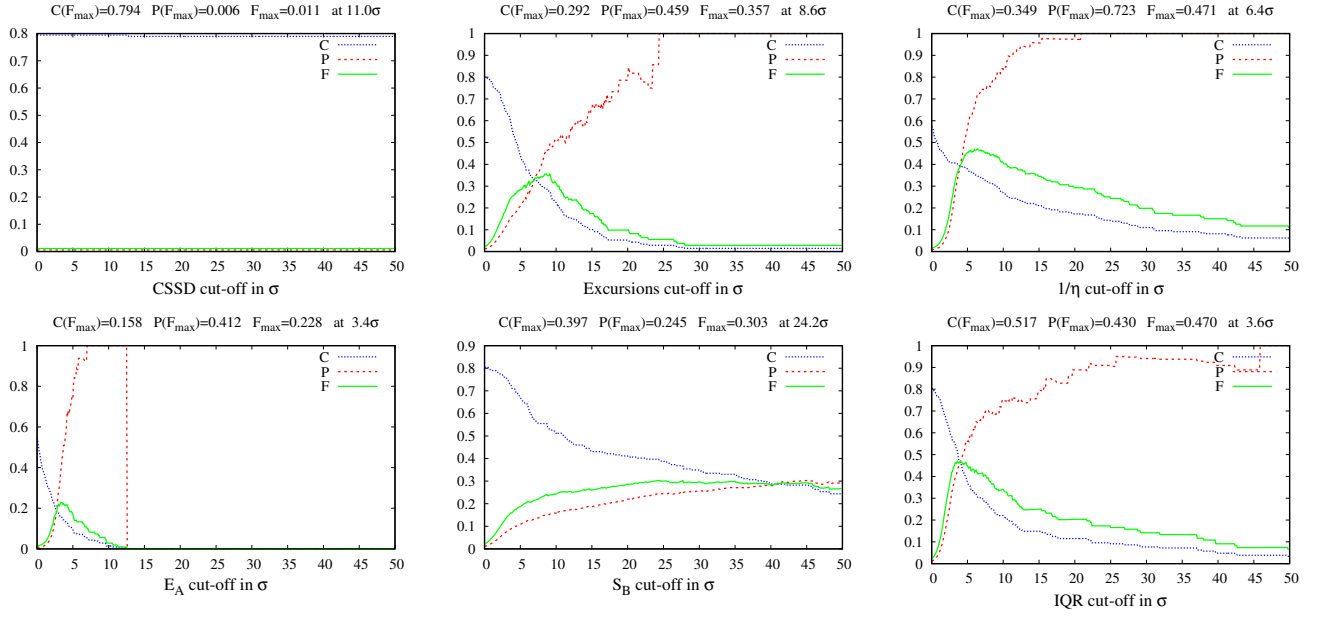 C(Fmax)=0.794 P(Fmax)=0.006 Fmax=0.011 at 11.0σ
0.8
0.7
0.6
0.5
0.4
0.3
0.2
0.1
0
C
P
F
0 5 10 15 20 25 30 35 40 45 50
CSSD cut-off in σ
C(Fmax)=0.292 P(Fmax)=0.459 Fmax=0.357 at 8.6σ
1
0.9
0.8
0.7
0.6
0.5
0.4
0.3
0.2
0.1
0
C
P
F
0 5 10 15 20 25 30 35 40 45 50
Excursions cut-off in σ
C(Fmax)=0.349 P(Fmax)=0.723 Fmax=0.471 at 6.4σ
1
0.9
0.8
0.7
0.6
0.5
0.4
0.3
0.2
0.1
0
C
P
F
0 5 10 15 20 25 30 35 40 45 50
1/η cut-off in σ
C(Fmax)=0.158 P(Fmax)=0.412 Fmax=0.228 at 3.4σ
1
0.8
0.6
0.4
0.2
0
C
P
F
0 5 10 15 20 25 30 35 40 45 50
EA cut-off in σ
C(Fmax)=0.397 P(Fmax)=0.245 Fmax=0.303 at 24.2σ
0.9
0.8
0.7
0.6
0.5
0.4
0.3
0.2
0.1
0
C
P
F
0 5 10 15 20 25 30 35 40 45 50
SB cut-off in σ
C(Fmax)=0.517 P(Fmax)=0.430 Fmax=0.470 at 3.6σ
1
0.9
0.8
0.7
0.6
0.5
0.4
0.3
0.2
0.1
0
C
P
F
0 5 10 15 20 25 30 35 40 45 50
IQR cut-off in σ